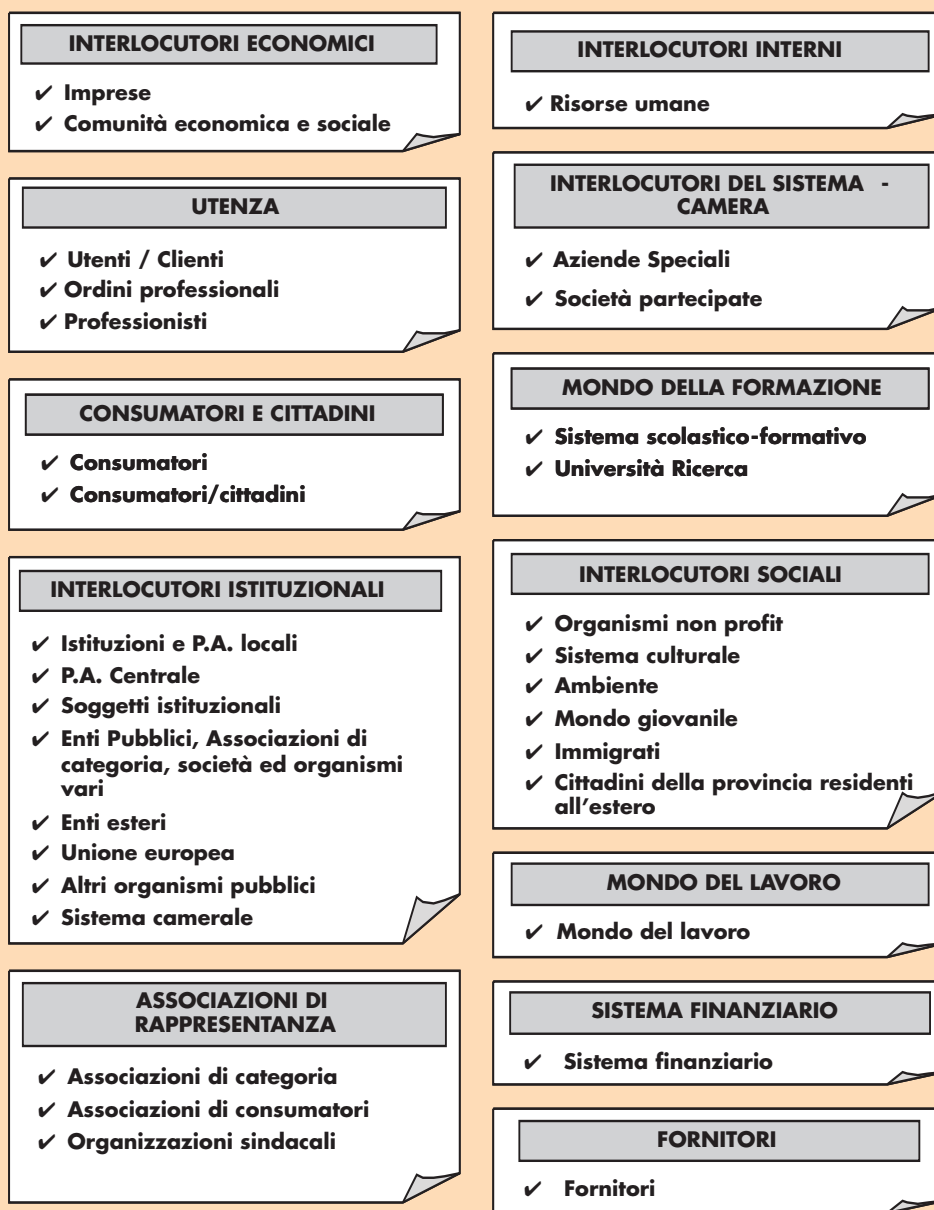 INTERLOCUTORI ECONOMICI
✔ Imprese
✔ Comunità economica e sociale
UTENZA
✔ Utenti / Clienti
✔ Ordini professionali
✔ Professionisti
CONSUMATORI E CITTADINI
✔ Consumatori
✔ Consumatori/cittadini
INTERLOCUTORI ISTITUZIONALI
✔ Istituzioni e P.A. locali
✔ P.A. Centrale
✔ Soggetti istituzionali
✔ Enti Pubblici, Associazioni di
categoria, società ed organismi
vari
✔ Enti esteri
✔ Unione europea
✔ Altri organismi pubblici
✔ Sistema camerale
ASSOCIAZIONI DI
RAPPRESENTANZA
✔ Associazioni di categoria
✔ Associazioni di consumatori
✔ Organizzazioni sindacali
INTERLOCUTORI INTERNI
✔ Risorse umane
INTERLOCUTORI DEL SISTEMA -
CAMERA
✔ Aziende Speciali
✔ Società partecipate
MONDO DELLA FORMAZIONE
✔ Sistema scolastico-formativo
✔ Università Ricerca
INTERLOCUTORI SOCIALI
✔ Organismi non profit
✔ Sistema culturale
✔ Ambiente
✔ Mondo giovanile
✔ Immigrati
✔ Cittadini della provincia residenti
all'estero
MONDO DEL LAVORO
✔ Mondo del lavoro
SISTEMA FINANZIARIO
✔ Sistema finanziario
FORNITORI
✔ Fornitori